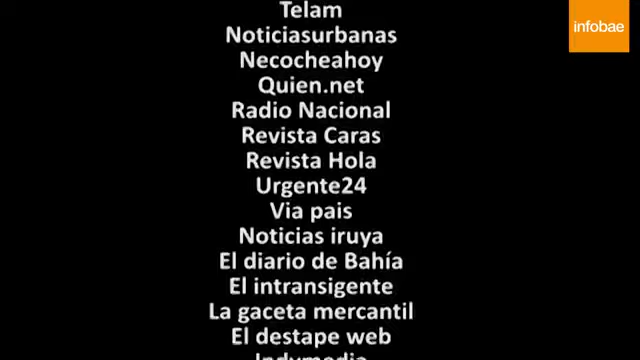 Telam
infobae
Noticiasurbanas
Necocheahoy
Quien.net
Radio Nacional
Revista Caras
Revista Hola
Urgente24
Via pais
Noticias iruya
El diario de Bahía
El intransigente
La gaceta mercantil
El destape web
Indymedia